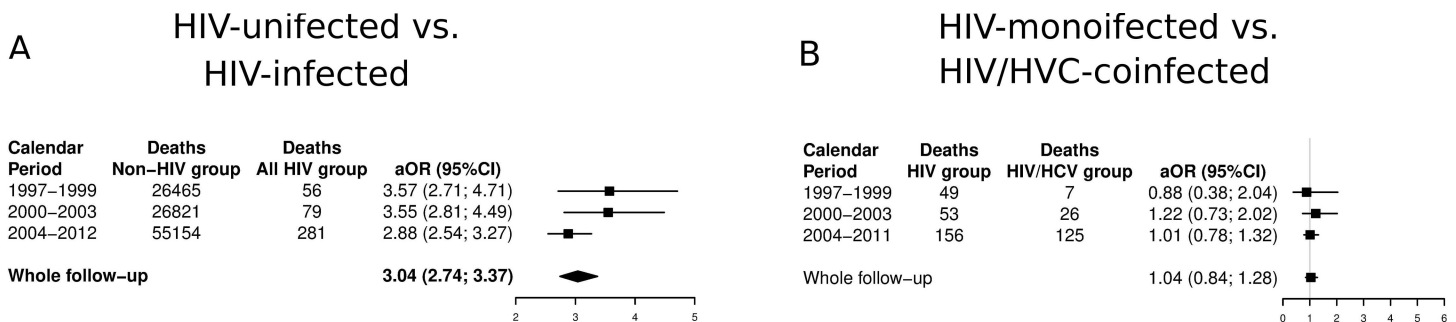 A
HIV-unifected vs.
HIV-infected
Calendar Deaths Deaths
Period Non–HIV group All HIV group aOR (95%CI)
1997–1999 26465 56 3.57 (2.71; 4.71)
2000–2003 26821 79 3.55 (2.81; 4.49)
2004–2012 55154 281 2.88 (2.54; 3.27)
Whole follow–up 3.04 (2.74; 3.37)
2 3 4 5
B
HIV-monoifected vs.
HIV/HVC-coinfected
Calendar Deaths Deaths
Period HIV group HIV/HCV group aOR (95%CI)
1997–1999 49 7 0.88 (0.38; 2.04)
2000–2003 53 26 1.22 (0.73; 2.02)
2004–2011 156 125 1.01 (0.78; 1.32)
Whole follow–up 1.04 (0.84; 1.28)
0 1 2 3 4 5 6